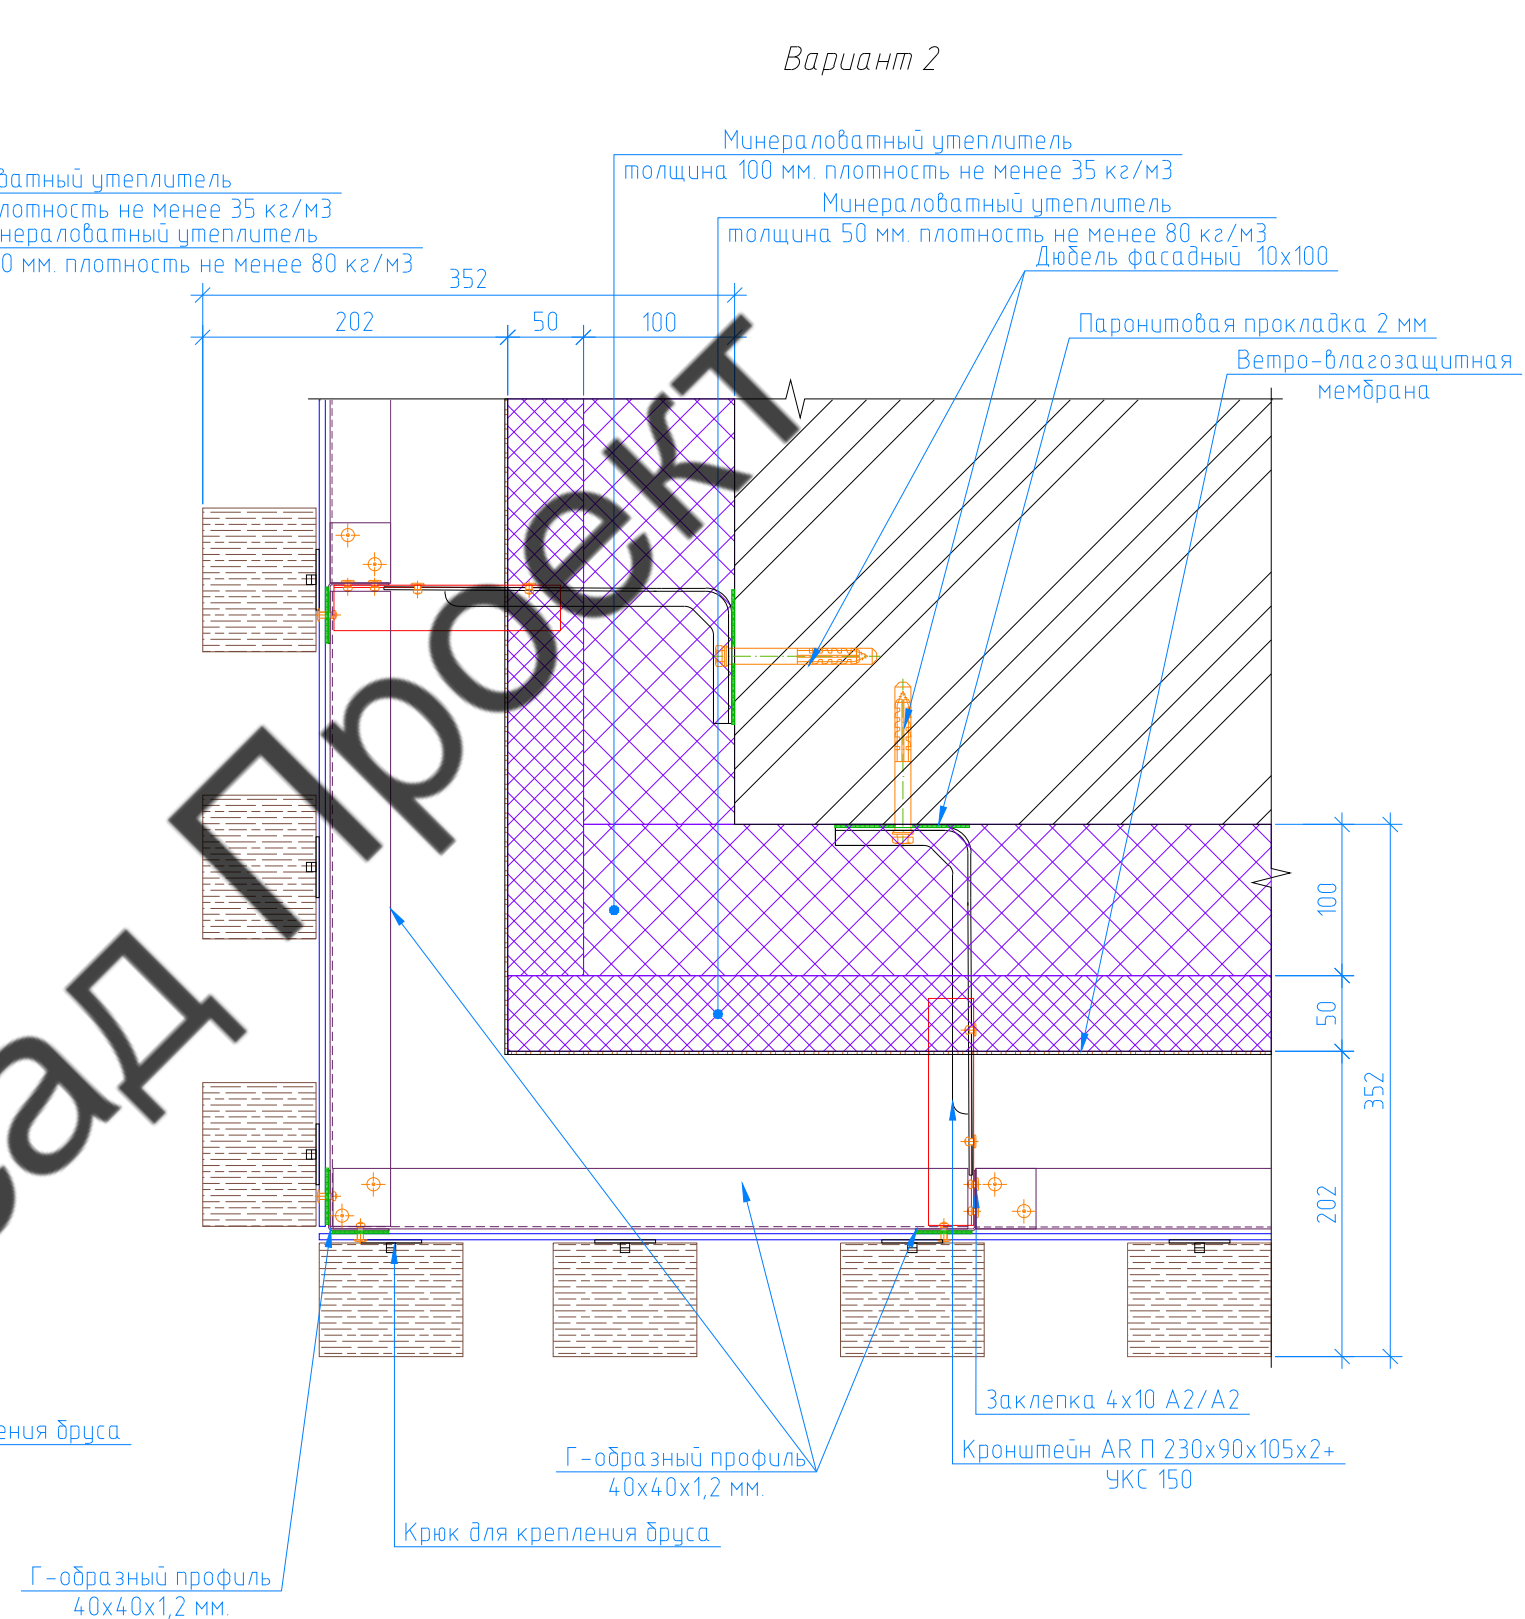 Вариант 2
Минераловатный утеплитель
толщина 100 мм. плотность не менее 35 кг/м3
ватный утеплитель
лотность не менее 35 кг/м3
Минераловатный утеплитель
толщина 50 мм. плотность не менее 80 кг/м3
нераловатный утеплитель
0 мм. плотность не менее 80 кг/м3
Дюбель фасадный 10х100
352
202
50
100
Паронитовая прокладка 2 мм
Ветро-влагозащитная
мембрана
ад Проект
100
50
352
202
Заклепка 4х10 А2/А2
ения бруса
Г-образный профиль
40х40х1,2 мм.
Кронштейн AR П 230х90х105х2+
УКС 150
Крюк для крепления бруса
Г-образный профиль
40х40х1,2 мм.